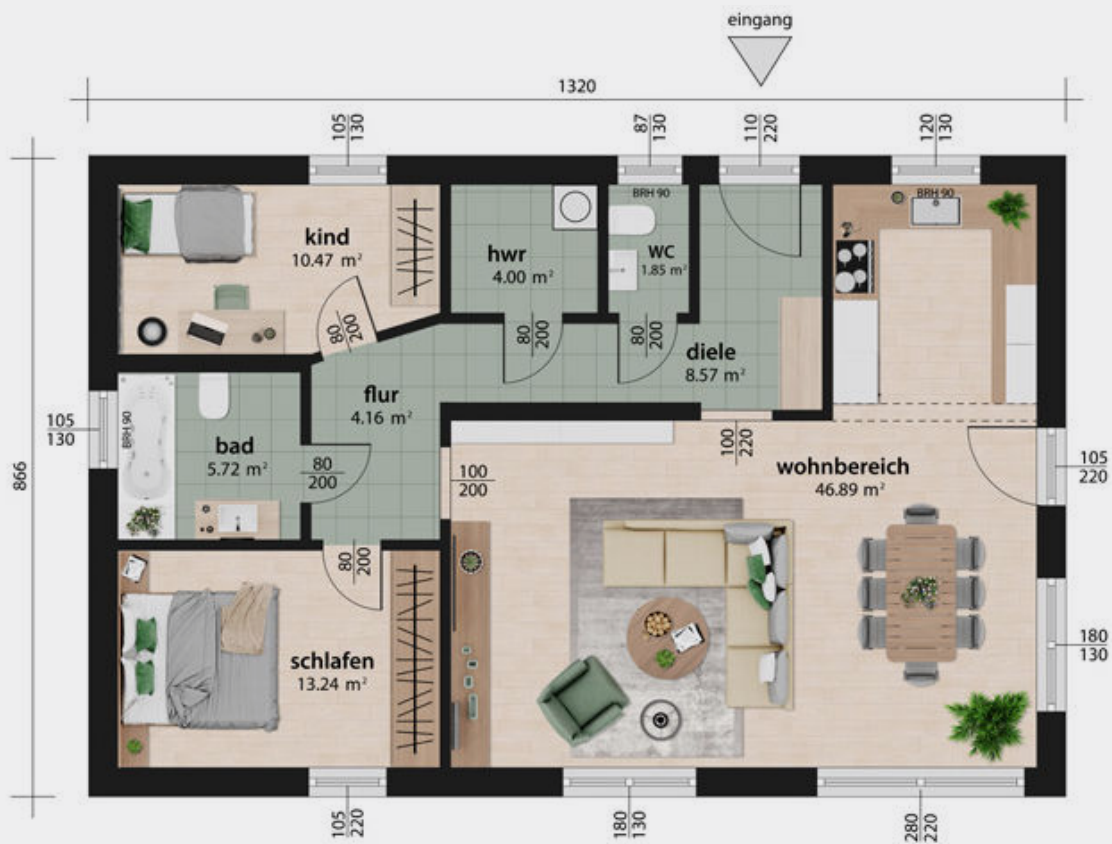 eingang
1320
105
130
87
130
110
220
120
130
BRH 90
BRH 90
kind
10.47 m²
hwr
4.00 m²
WC
1.85 m²
80
200
80
200
80
200
diele
8.57 m²
flur
4.16 m²
866
105
130
BRH 90
bad
5.72 m²
80
200
100
200
100
220
wohnbereich
46.89 m²
105
220
80
200
schlafen
13.24 m²
180
130
105
220
180
130
280
220